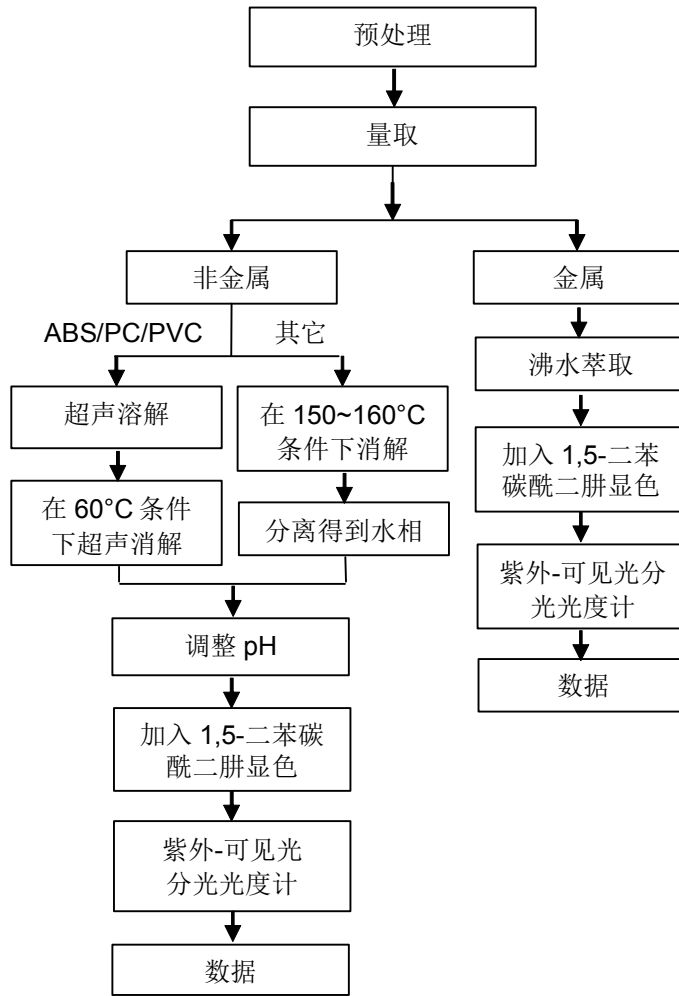 预处理
量取
非金属
金属
ABS/PC/PVC
其它
沸水萃取
超声溶解
在 150~160°C
条件下消解
加入 1,5-二苯
碳酰二肼显色
在 60°C 条件
下超声消解
分离得到水相
紫外-可见光分
光光度计
调整 pH
数据
加入 1,5-二苯碳
酰二肼显色
紫外-可见光
分光光度计
数据